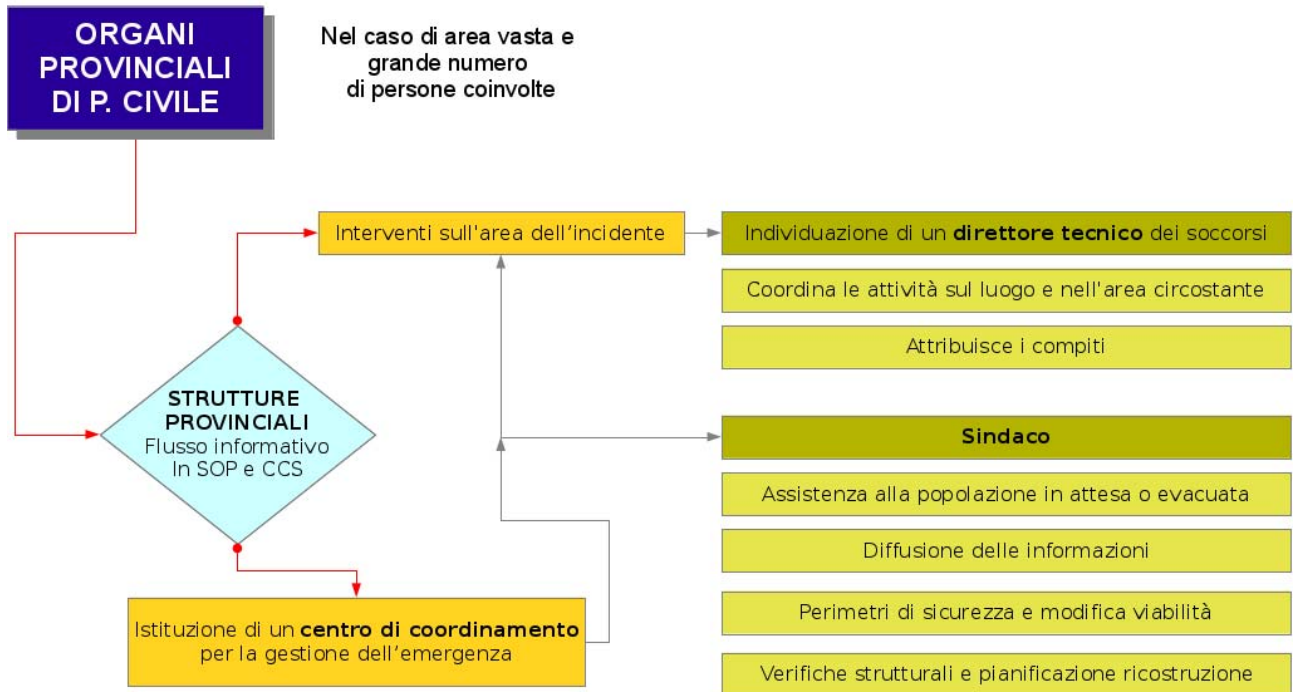 ORGANI
PROVINCIALI
DI P. CIVILE
Nel caso di area vasta e
grande numero
di persone coinvolte
Interventi sull'area dell'incidente
Individuazione di un direttore tecnico dei soccorsi
Coordina le attività sul luogo e nell'area circostante
Attribuisce i compiti
STRUTTURE
PROVINCIALI
Flusso informativo
In SOP e CCS
Sindaco
Assistenza alla popolazione in attesa o evacuata
Diffusione delle informazioni
Perimetri di sicurezza e modifica viabilità
Verifiche strutturali e pianificazione ricostruzione
Istituzione di un centro di coordinamento
per la gestione dell'emergenza